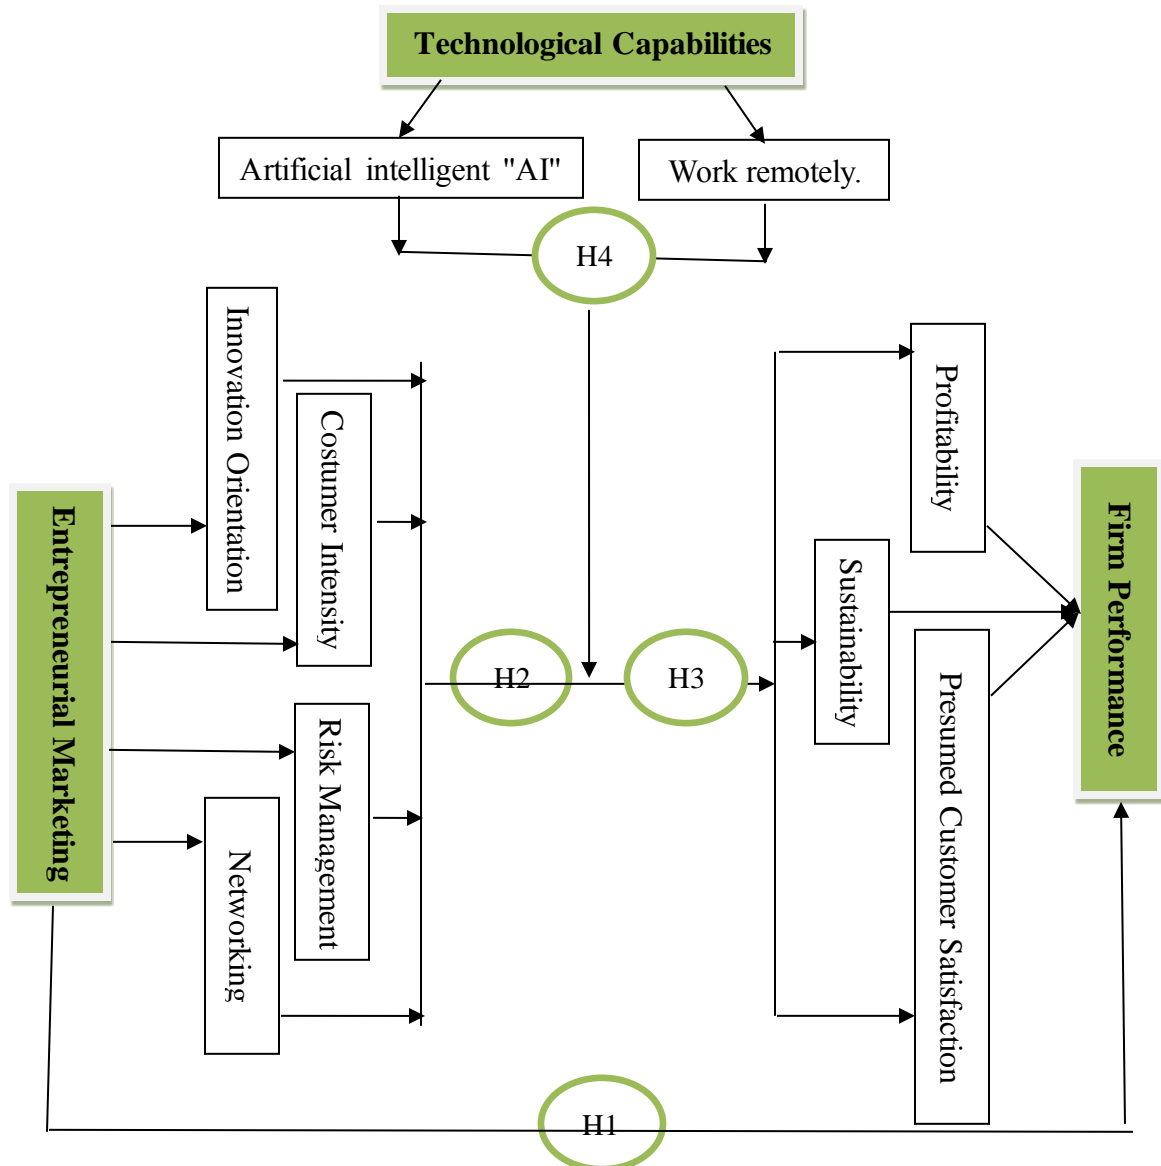 Technological Capabilities
Artificial intelligent "AI"
Work remotely.
H4
Innovation Orientation
Costumer Intensity
Profitability
Entrepreneurial Marketing
Firm Performance
Sustainability
H2
H3
Risk Management
Presumed Customer Satisfaction
Networking
H1